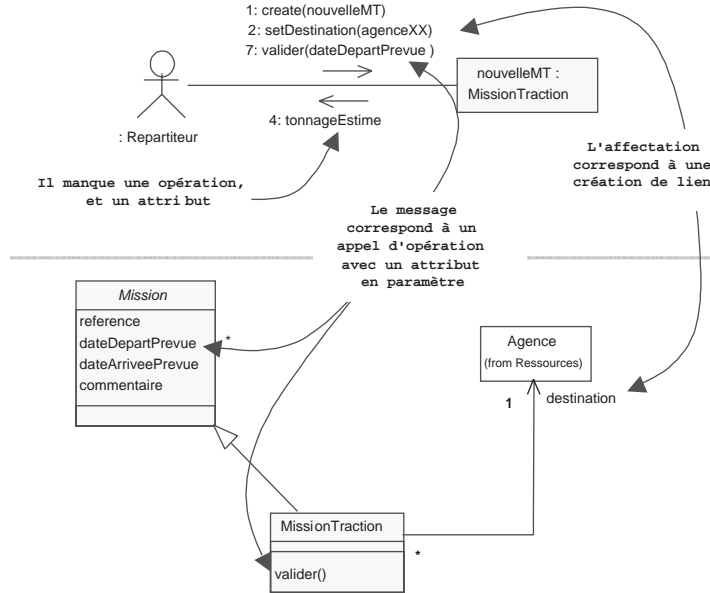 1: create(nouvelleMT)
2: setDestination(agenceXX)
7: valider(dateDepartPrevue )
nouvelleMT :
MissionTraction
4: tonnageEstime
: Repartiteur
L'affectation
correspond à une
création de lien
Il manque une opération,
et un attribut
Le message
correspond à un
appel d'opération
avec un attribut
en paramètre
Mission
reference
dateDepartPrevue
dateArriveePrevue
commentaire
*
Agence
(from Ressources)
1
destination
MissionTraction
*
valider()